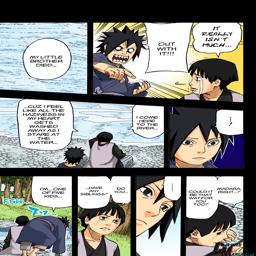 IT
REALLY
ISN'T
MUCH...
OUT
WITH
IT!!!
MY LITTLE
BROTHER
DIED...
I COME
HERE TO
THE
RIVER...
...CUZ I FEEL
LIKE ALL THE
HAZINESS IN
MY HEART
GETS
WASHED
AWAY AS I
STARE AT
THE
WATER...
MADARA,
RIGHT...?
COULD IT BE
THAT WAY FOR
YOU TOO?
...
DO
YOU...
...HAVE
ANY
SIBLINGS?
I'M...
...ONE
OF FIVE
KIDS.